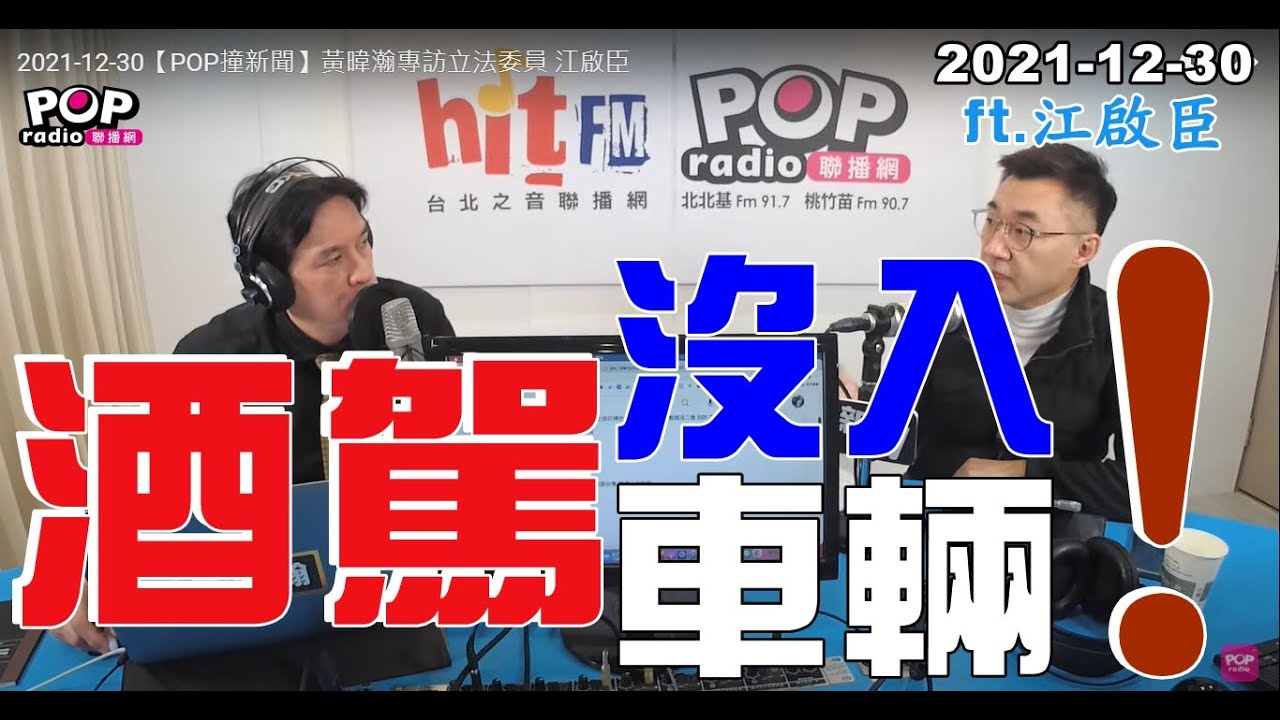 2021-12-30【POP撞新聞】黃暐瀚專訪立法委員 江啟臣
2021-12-30
ft.江啟臣
POP
radio 聯播網
hit FM
台北之音聯播網
POP
radio 聯播網
北北基 Fm 91.7 桃竹苗 Fm 90.7
酒駕
沒入
車輛！
翰
POP
radio